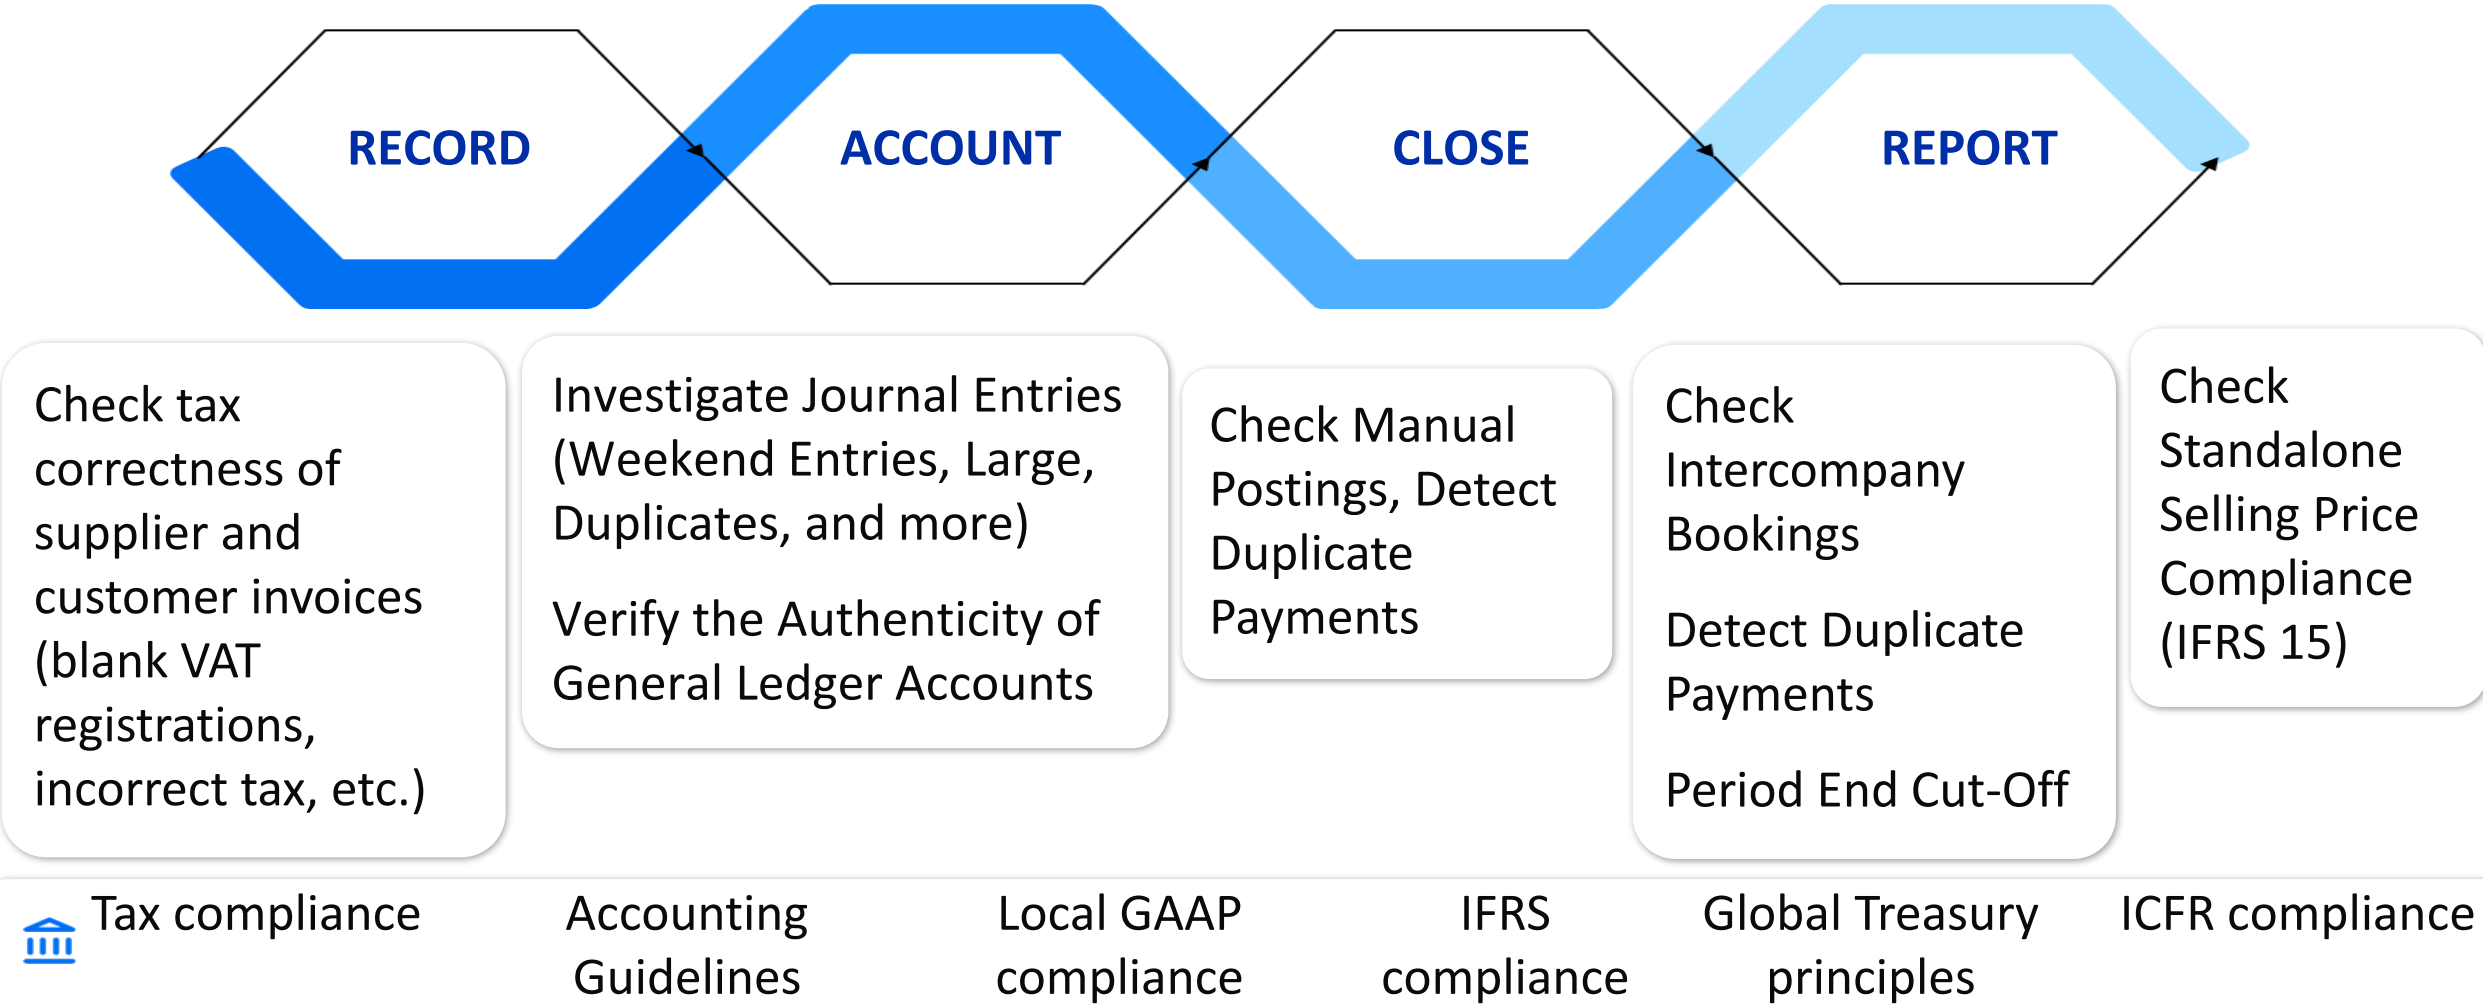 RECORD
ACCOUNT
CLOSE
REPORT
Check tax
correctness of
supplier and
customer invoices
(blank VAT
registrations,
incorrect tax, etc.)
Investigate Journal Entries
(Weekend Entries, Large,
Duplicates, and more)
Verify the Authenticity of
General Ledger Accounts
Check Manual
Postings, Detect
Duplicate
Payments
Check
Intercompany
Bookings
Detect Duplicate
Payments
Period End Cut-Off
Check
Standalone
Selling Price
Compliance
(IFRS 15)
Tax compliance
Accounting
Guidelines
Local GAAP
compliance
IFRS
compliance
Global Treasury
principles
ICFR compliance